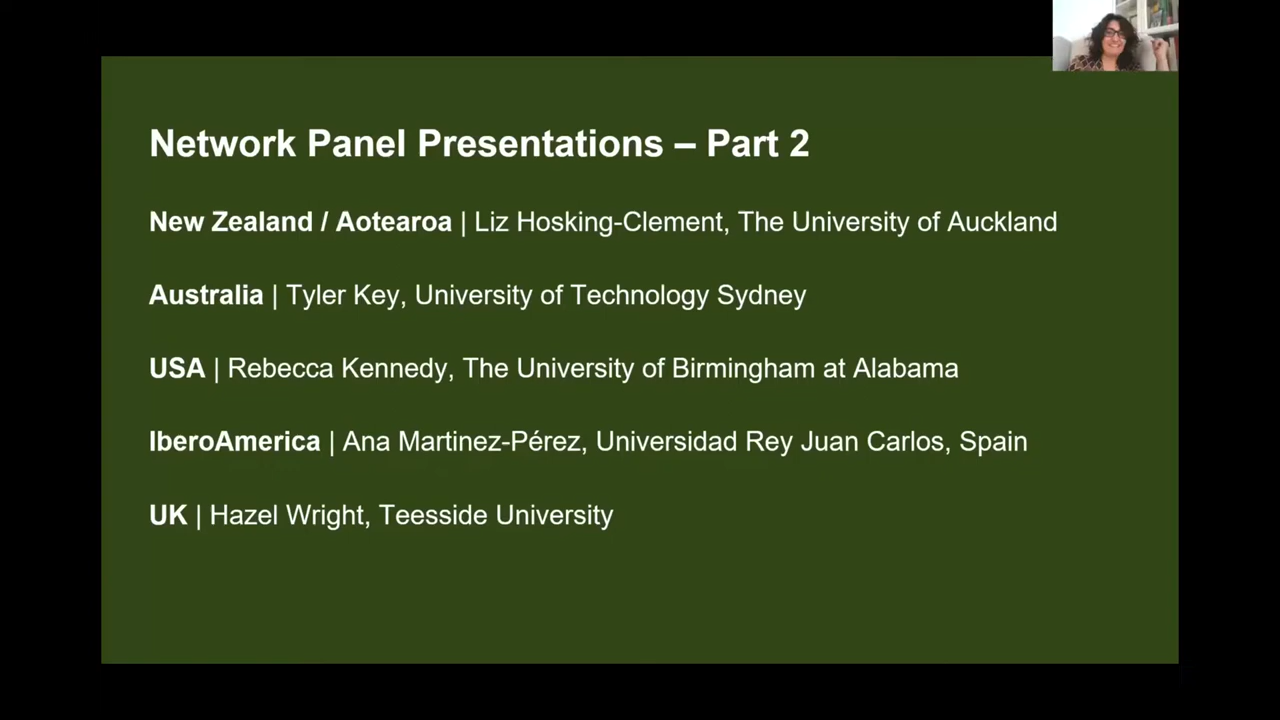 Network Panel Presentations – Part 2
New Zealand / Aotearoa | Liz Hosking-Clement, The University of Auckland
Australia | Tyler Key, University of Technology Sydney
USA | Rebecca Kennedy, The University of Birmingham at Alabama
IberoAmerica | Ana Martinez-Pérez, Universidad Rey Juan Carlos, Spain
UK | Hazel Wright, Teesside University